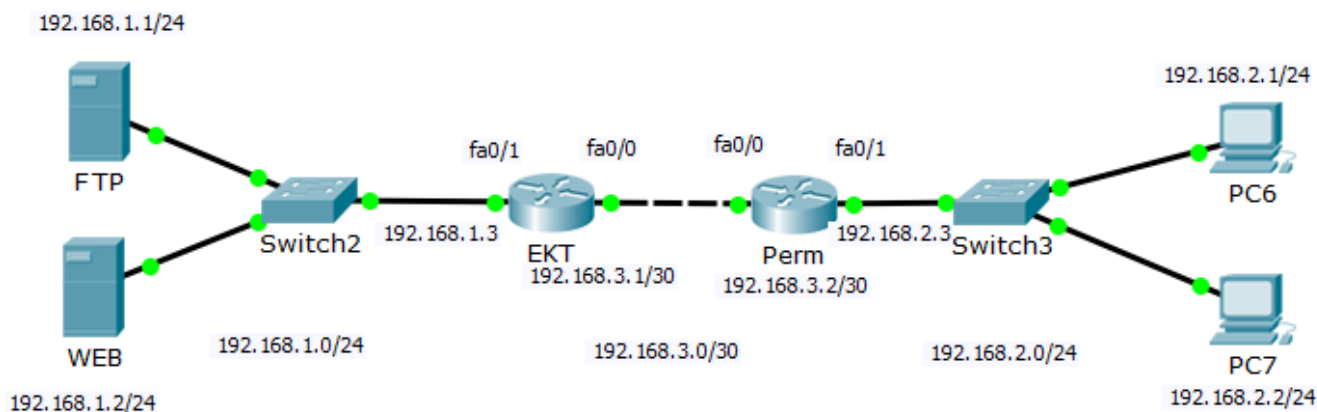 192.168.1.1/24
192.168.2.1/24
fa0/1
fa0/0
fa0/0
fa0/1
FTP
PC6
Switch2
192.168.1.3
EKT
Perm
192.168.2.3
Switch3
192.168.3.1/30
192.168.3.2/30
WEB
192.168.1.0/24
192.168.3.0/30
192.168.2.0/24
PC7
192.168.1.2/24
192.168.2.2/24